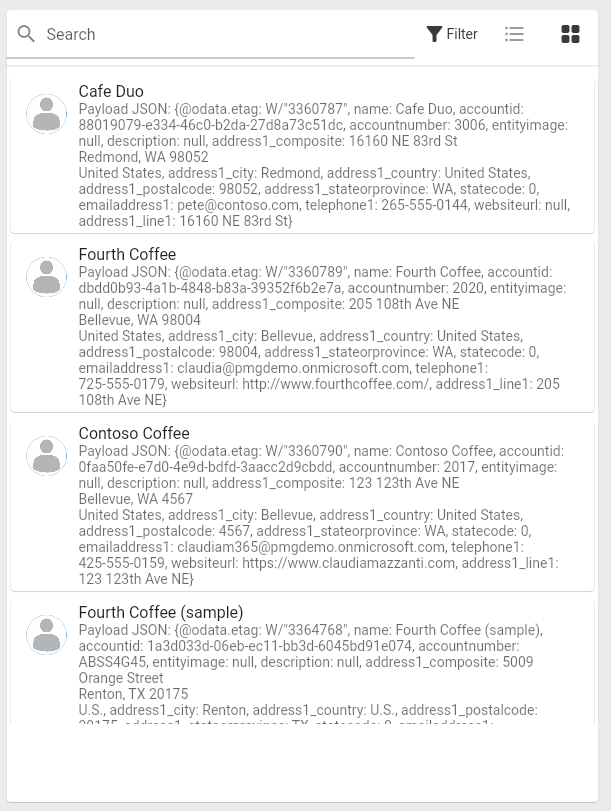 Search
Filter
Cafe Duo
Payload JSON: {@odata.etag: W/"3360787", name: Cafe Duo, accountid:
88019079-e334-46c0-b2da-27d8a73c51dc, accountnumber: 3006, entityimage:
null, description: null, address1_composite: 16160 NE 83rd St
Redmond, WA 98052
United States, address1_city: Redmond, address1_country: United States,
address1_postalcode: 98052, address1_stateorprovince: WA, statecode: 0,
emailaddress1: pete@contoso.com, telephone1: 265-555-0144, websiteurl: null,
address1_line1: 16160 NE 83rd St}
Fourth Coffee
Payload JSON: {@odata.etag: W/"3360789", name: Fourth Coffee, accountid:
dbdd0b93-4a1b-4848-b83a-39352f6b2e7a, accountnumber: 2020, entityimage:
null, description: null, address1_composite: 205 108th Ave NE
Bellevue, WA 98004
United States, address1_city: Bellevue, address1_country: United States,
address1_postalcode: 98004, address1_stateorprovince: WA, statecode: 0,
emailaddress1: claudia@pmgdemo.onmicrosoft.com, telephone1:
725-555-0179, websiteurl: http://www.fourthcoffee.com/, address1_line1: 205
108th Ave NE}
Contoso Coffee
Payload JSON: {@odata.etag: W/"3360790", name: Contoso Coffee, accountid:
0faa50fe-e7d0-4e9d-bdfd-3aacc2d9cbdd, accountnumber: 2017, entityimage:
null, description: null, address1_composite: 123 123th Ave NE
Bellevue, WA 4567
United States, address1_city: Bellevue, address1_country: United States,
address1_postalcode: 4567, address1_stateorprovince: WA, statecode: 0,
emailaddress1: claudiam365@pmgdemo.onmicrosoft.com, telephone1:
425-555-0159, websiteurl: https://www.claudiamazzanti.com, address1_line1:
123 123th Ave NE}
Fourth Coffee (sample)
Payload JSON: {@odata.etag: W/"3364768", name: Fourth Coffee (sample),
accountid: 1a3d033d-06eb-ec11-bb3d-6045bd91e074, accountnumber:
ABSS4G45, entityimage: null, description: null, address1_composite: 5009
Orange Street
Renton, TX 20175
U.S., address1_city: Renton, address1_country: U.S., address1_postalcode:
20175, address1_stateorprovince: TX, statecode: 0, emailaddress1: